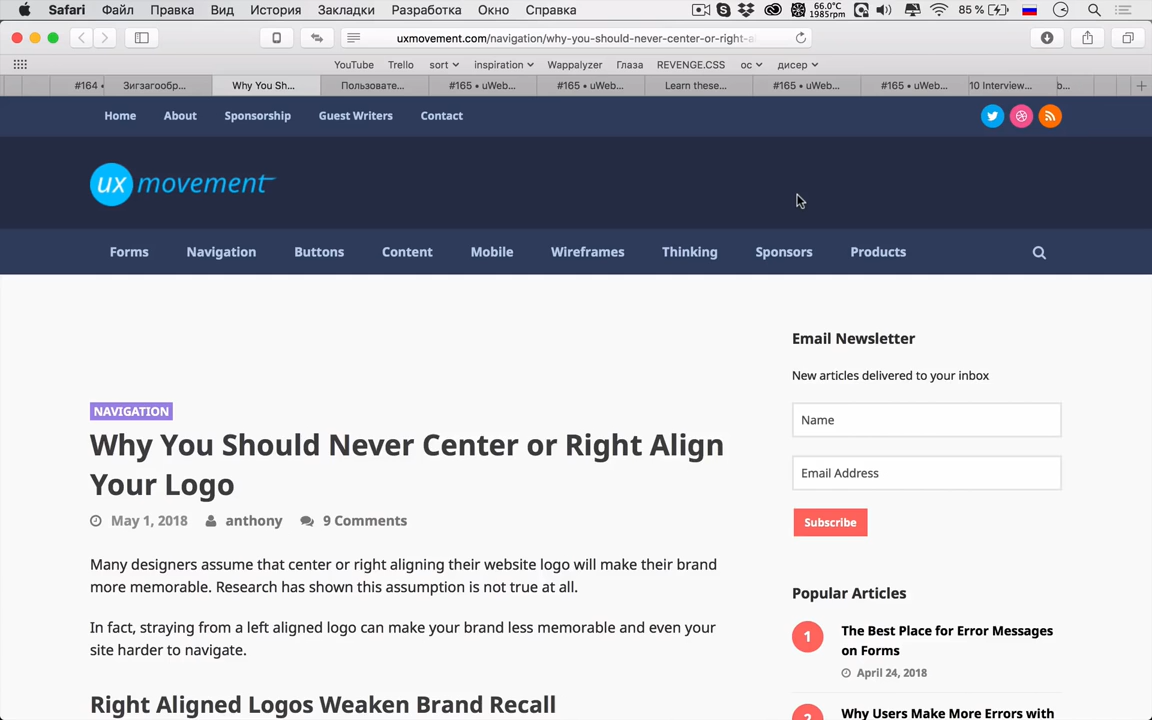 Safari Файл Правка Вид История Закладки Разработка Окно Справка 66.0°C 1985rpm 85 %
uxmovement.com/navigation/why-you-should-never-center-or-right-a
YouTube Trello sort inspiration Wappalyzer Глаза REVENGE.CSS ос дисер
#164 • Зигзагообр... Why You Sh... Пользовате... #165 • uWeb... #165 • uWeb... Learn these... #165 • uWeb... #165 • uWeb... 10 Interview... b...
Home About Sponsorship Guest Writers Contact
ux movement
Forms Navigation Buttons Content Mobile Wireframes Thinking Sponsors Products
NAVIGATION
Why You Should Never Center or Right Align
Your Logo
May 1, 2018 anthony 9 Comments
Many designers assume that center or right aligning their website logo will make their brand
more memorable. Research has shown this assumption is not true at all.
In fact, straying from a left aligned logo can make your brand less memorable and even your
site harder to navigate.
Right Aligned Logos Weaken Brand Recall
Email Newsletter
New articles delivered to your inbox
Name
Email Address
Subscribe
Popular Articles
1 The Best Place for Error Messages
on Forms
April 24, 2018
2 Why Users Make More Errors with